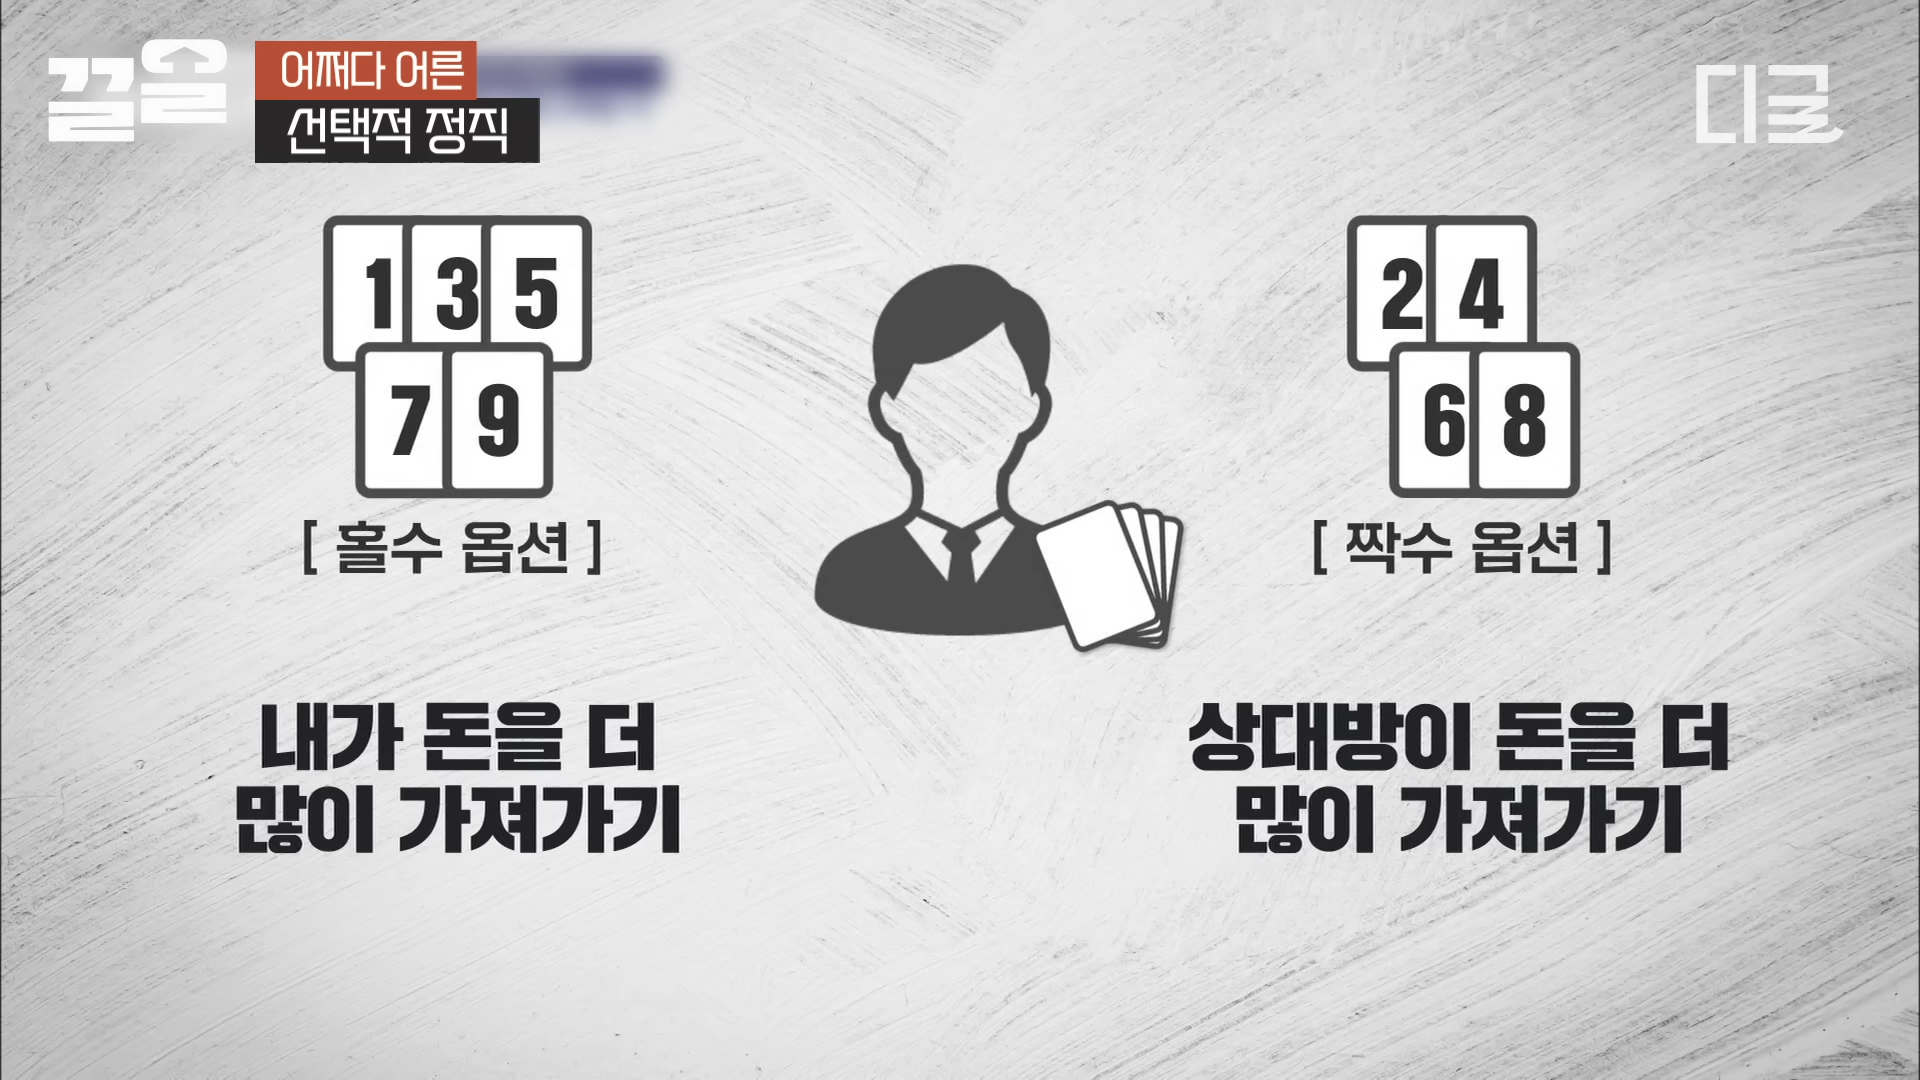 끌올
어쩌다 어른
선택적 정직
디글
1 3 5
7 9
[ 홀수 옵션 ]
2 4
6 8
[ 짝수 옵션 ]
내가 돈을 더
많이 가져가기
상대방이 돈을 더
많이 가져가기